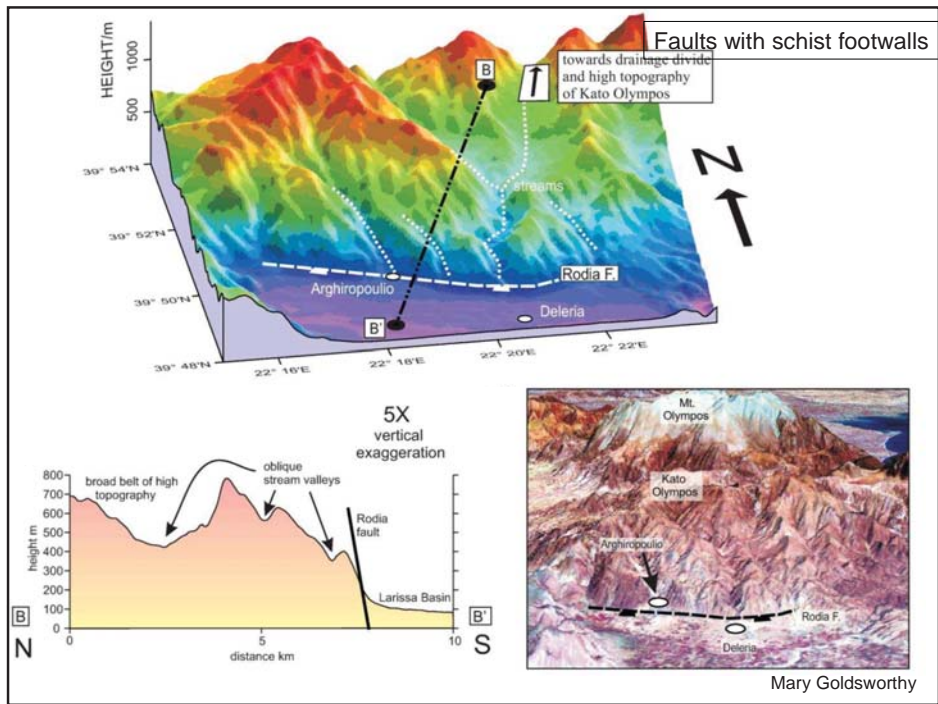 Faults with schist footwalls
HEIGHT/m
1000
500
B
towards drainage divide
and high topography
of Kato Olympos
N
39° 54'N
39° 52'N
39° 50'N
39° 48'N
streams
Rodia F.
Arghiropoulio
Deleria
B'
22° 16'E
22° 18'E
22° 20'E
22° 22'E
5X
vertical
exaggeration
800
700
600
500
400
300
200
100
0
height m
broad belt of high
topography
oblique
stream valleys
Rodia
fault
Larissa Basin
B
N
B'
S
0
5
10
distance km
Mt.
Olympos
Kato
Olympos
Arghiropoulio
Rodia F.
Deleria
Mary Goldsworthy